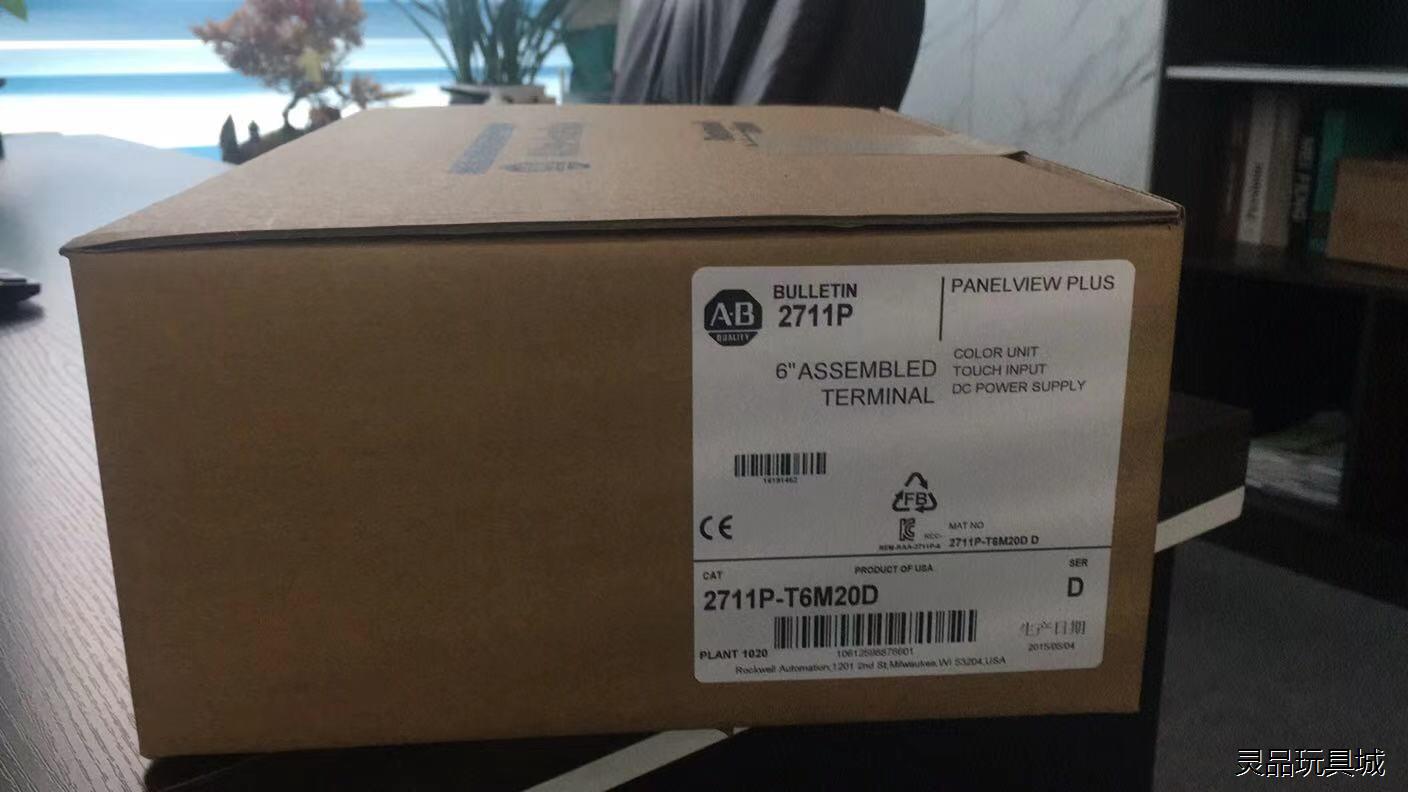 A·B
QUALITY
BULLETIN
2711P
PANELVIEW PLUS
6"ASSEMBLED
TERMINAL
COLOR UNIT
TOUCH INPUT
DC POWER SUPPLY
FB
CE
MAT NO
2711P-T6M20D D
CAT
PRODUCT OF USA
SER
2711P-T6M20D
D
生产日期
2015/05/04
PLANT 1020
10612598876601
Rockwell Automation,1201 2nd St,Milwaukee,WI 53204,USA
灵品玩具城